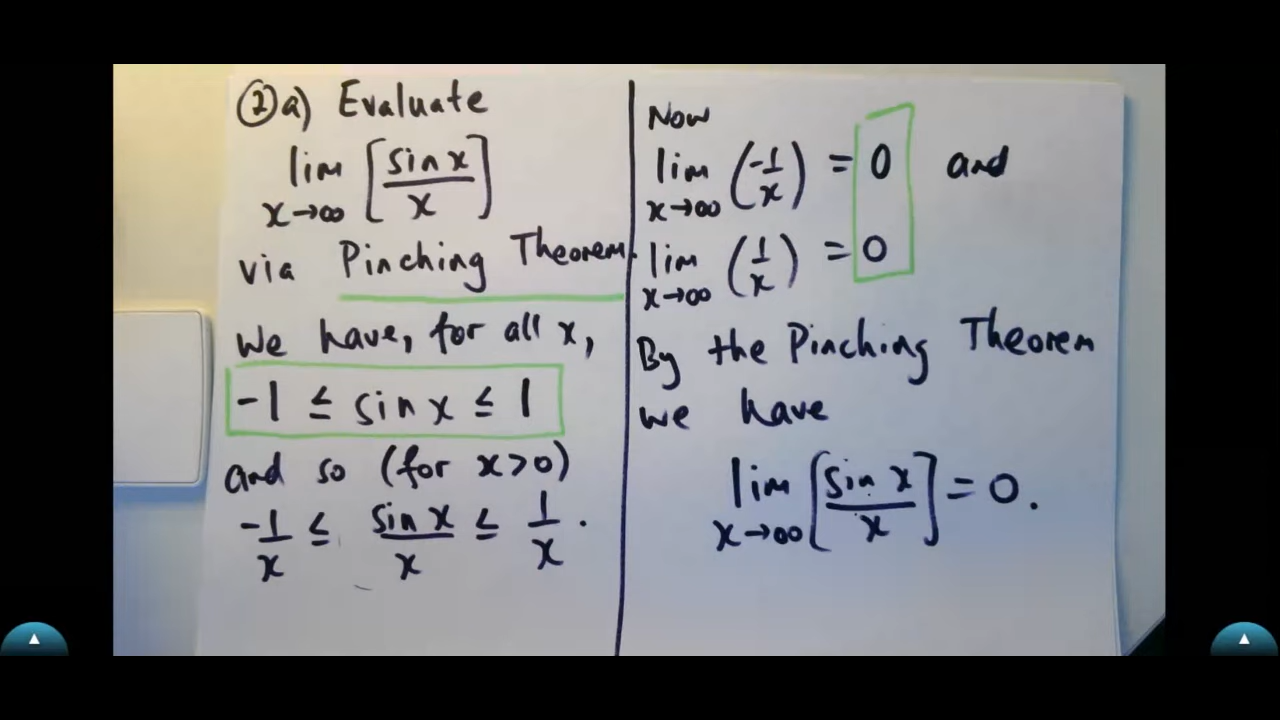 ② a) Evaluate
lim x→∞ [sin x / x]
via Pinching Theorem.
We have, for all x,
-1 ≤ sin x ≤ 1
and so (for x>0)
-1/x ≤ sin x / x ≤ 1/x .
Now
lim x→∞ (-1/x) = 0 and
lim x→∞ (1/x) = 0
By the Pinching Theorem
we have
lim x→∞ [sin x / x] = 0.